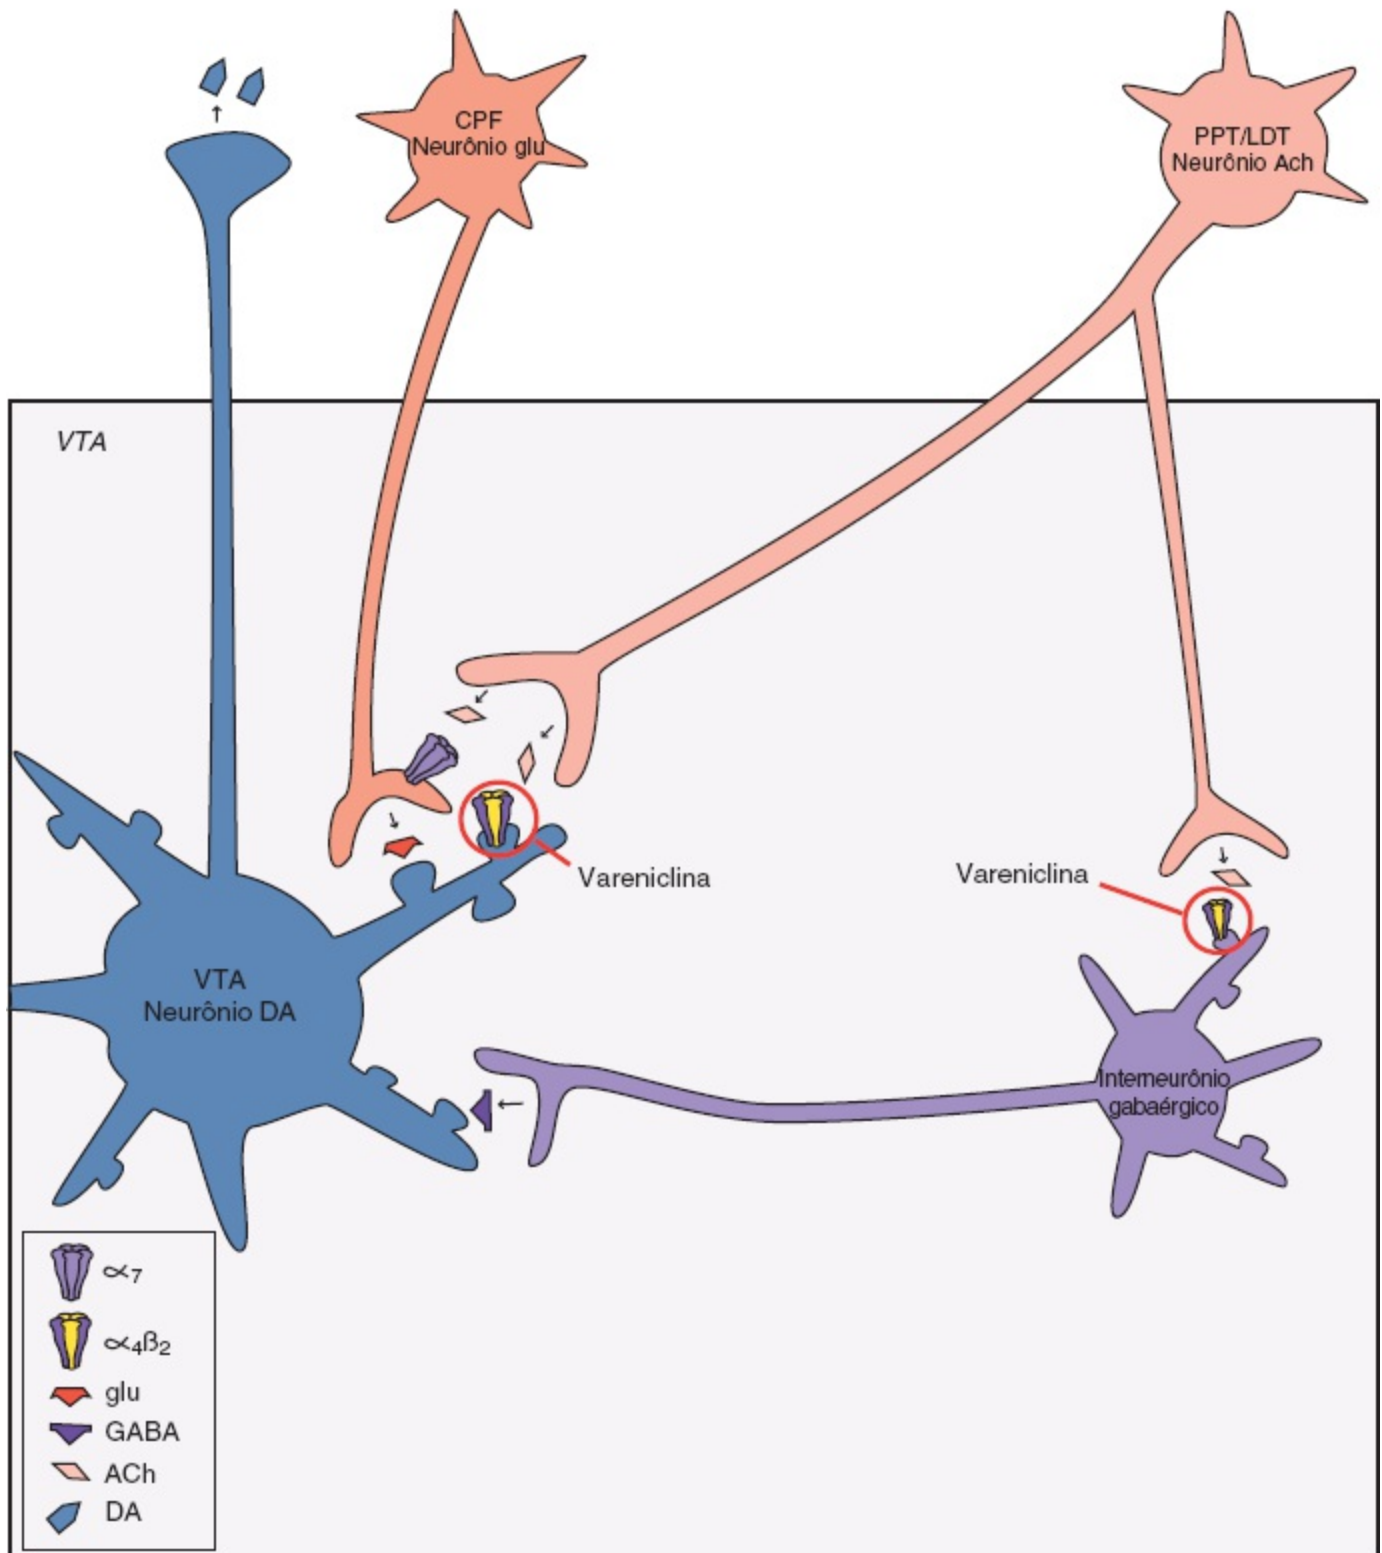 CPF
Neurônio glu
PPT/LDT
Neurônio Ach
VTA
Vareniclina
Vareniclina
VTA
Neurônio DA
Interneurônio
gabaérgico
∝7
∝4ß2
glu
GABA
ACh
DA